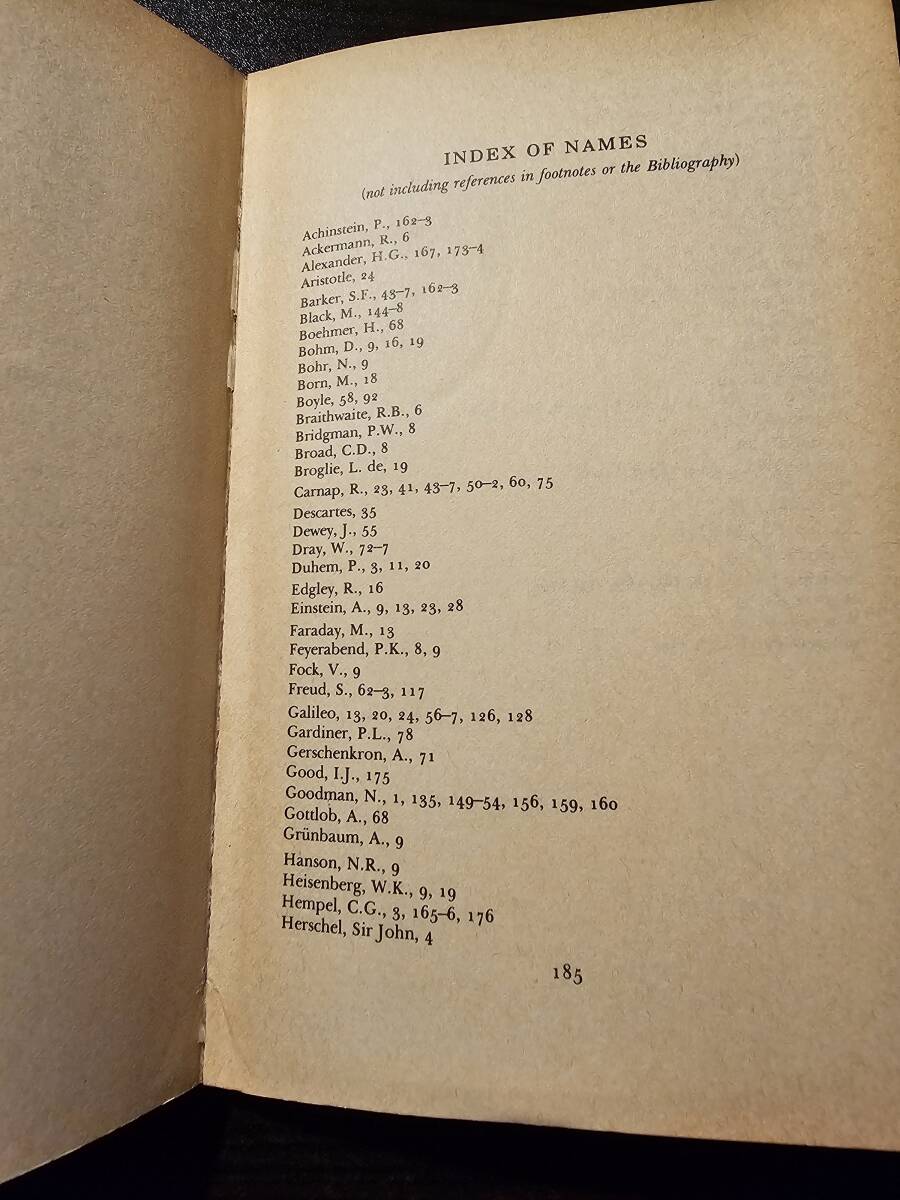 INDEX OF NAMES
(not including references in footnotes or the Bibliography)
Achinstein, P., 162–3
Ackermann, R., 6
Alexander, H.G., 167, 173–4
Aristotle, 24
Barker, S.F., 43–7, 162–3
Black, M., 144–8
Boehmer, H., 68
Bohm, D., 9, 16, 19
Bohr, N., 9
Born, M., 18
Boyle, 58, 92
Braithwaite, R.B., 6
Bridgman, P.W., 8
Broad, C.D., 8
Broglie, L. de, 19
Carnap, R., 23, 41, 43–7, 50–2, 60, 75
Descartes, 35
Dewey, J., 55
Dray, W., 72–7
Duhem, P., 3, 11, 20
Edgley, R., 16
Einstein, A., 9, 13, 23, 28
Faraday, M., 13
Feyerabend, P.K., 8, 9
Fock, V., 9
Freud, S., 62–3, 117
Galileo, 13, 20, 24, 56–7, 126, 128
Gardiner, P.L., 78
Gerschenkron, A., 71
Good, I.J., 175
Goodman, N., 1, 135, 149–54, 156, 159, 160
Gottlob, A., 68
Grünbaum, A., 9
Hanson, N.R., 9
Heisenberg, W.K., 9, 19
Hempel, C.G., 3, 165–6, 176
Herschel, Sir John, 4
185